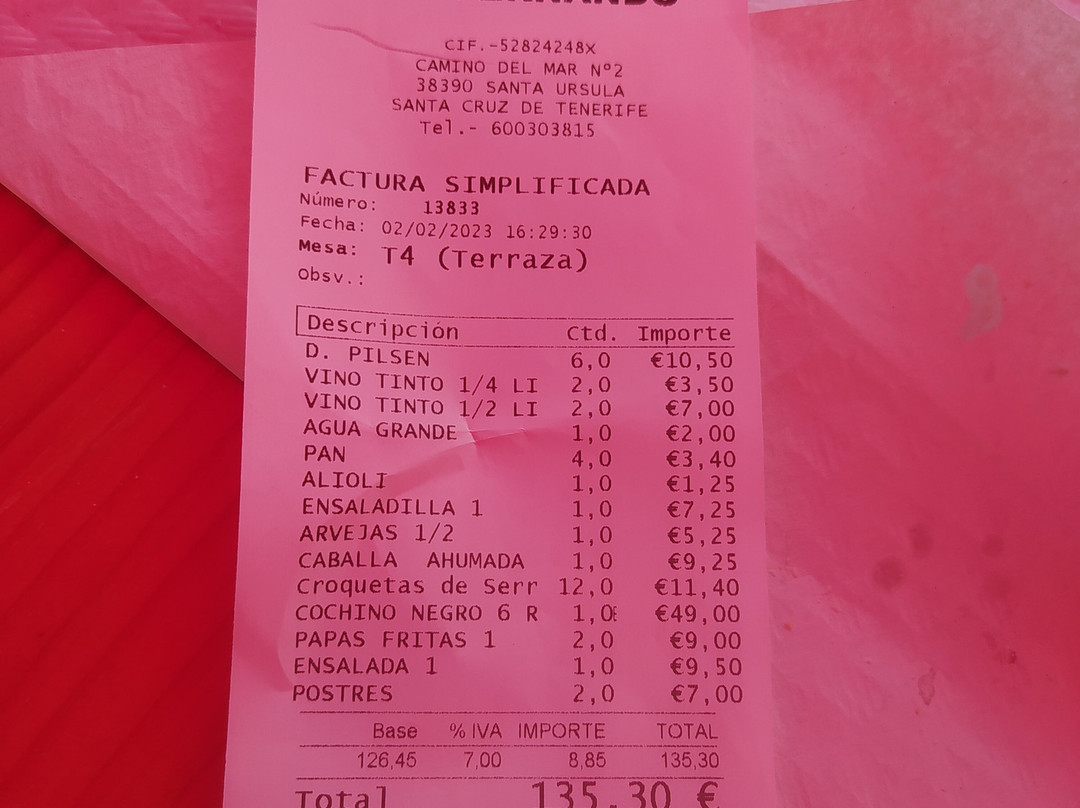 CIF.-52824248X
CAMINO DEL MAR Nº2
38390 SANTA URSULA
SANTA CRUZ DE TENERIFE
Tel.- 600303815
FACTURA SIMPLIFICADA
Número: 13833
Fecha: 02/02/2023 16:29:30
Mesa: T4 (Terraza)
Obsv.:
Descripción Ctd. Importe
D. PILSEN 6,0 €10,50
VINO TINTO 1/4 LI 2,0 €3,50
VINO TINTO 1/2 LI 2,0 €7,00
AGUA GRANDE 1,0 €2,00
PAN 4,0 €3,40
ALIOLI 1,0 €1,25
ENSALADILLA 1 1,0 €7,25
ARVEJAS 1/2 1,0 €5,25
CABALLA AHUMADA 1,0 €9,25
Croquetas de Serr 12,0 €11,40
COCHINO NEGRO 6 R 1,0€ €49,00
PAPAS FRITAS 1 2,0 €9,00
ENSALADA 1 1,0 €9,50
POSTRES 2,0 €7,00
Base % IVA IMPORTE TOTAL
126,45 7,00 8,85 135,30
Total 135,30 €